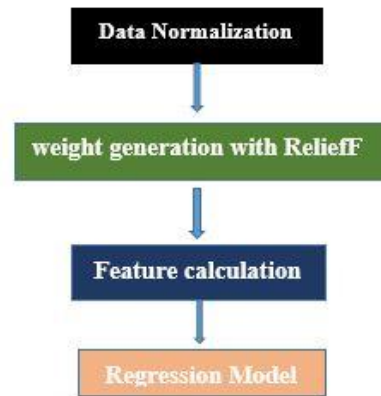 Data Normalization
weight generation with ReliefF
Feature calculation
Regression Model